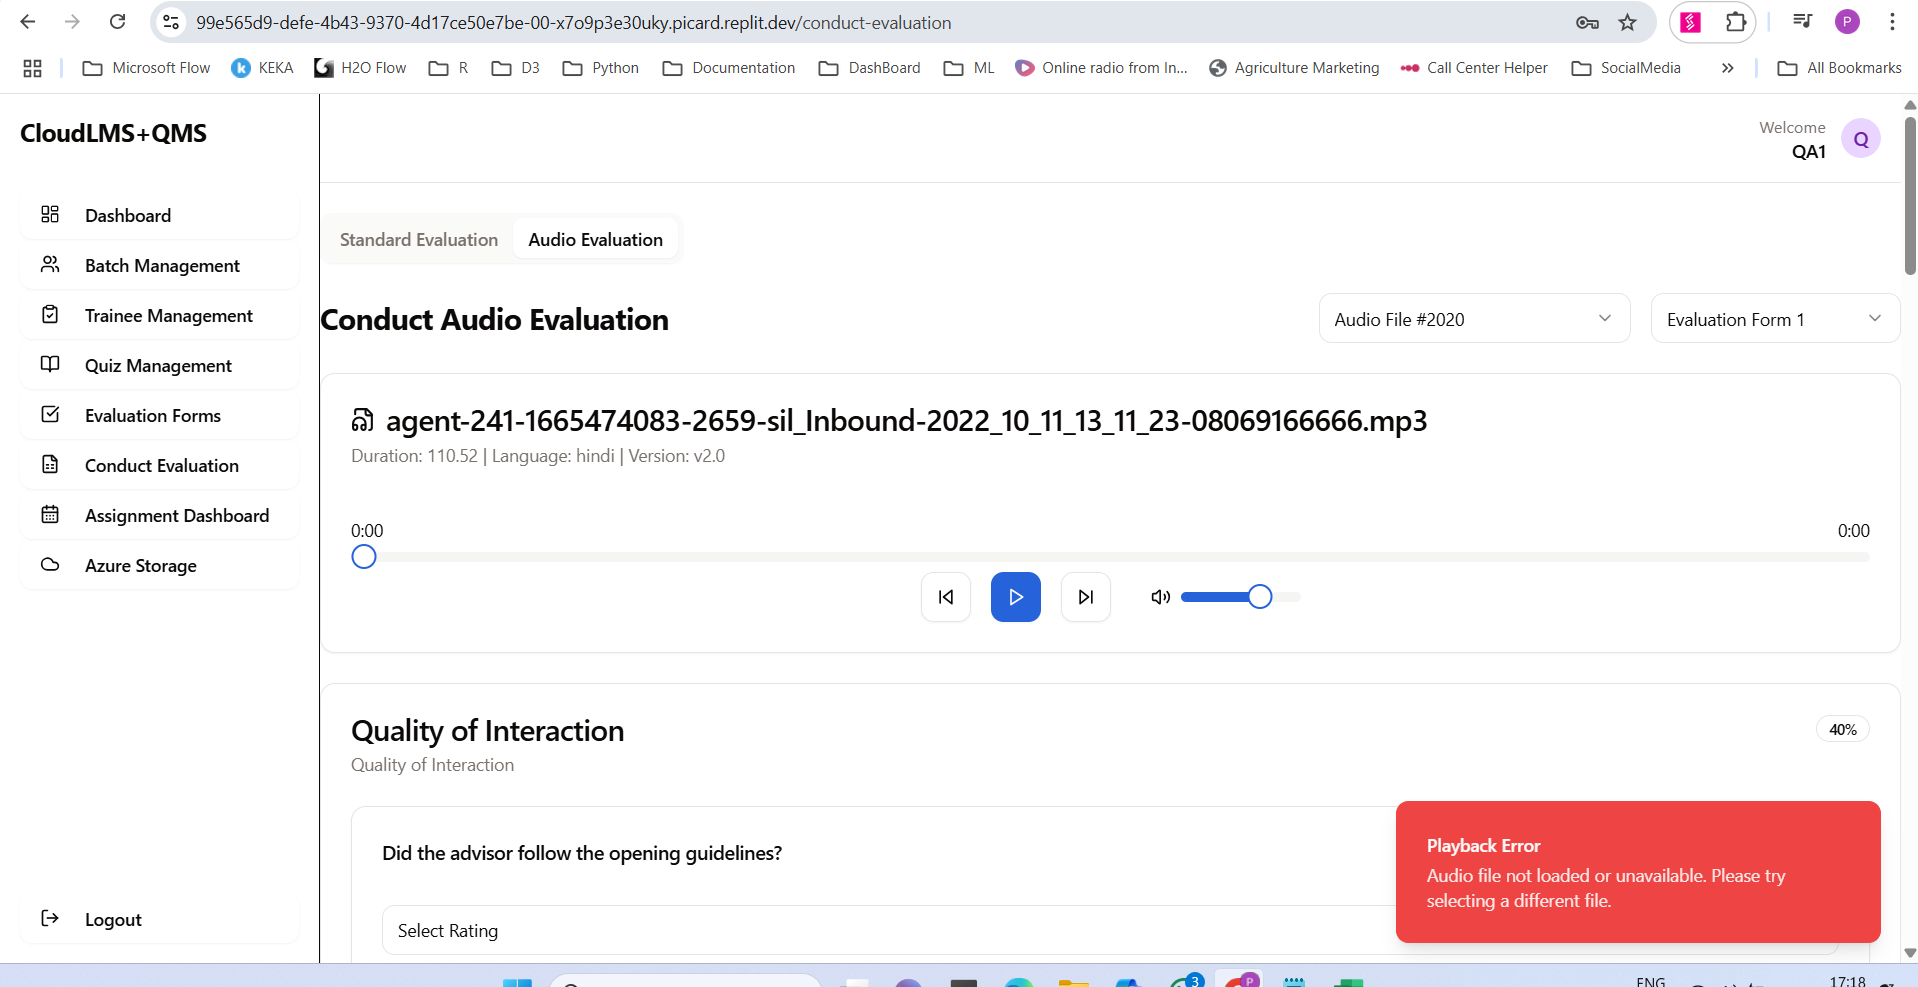 99e565d9-defe-4b43-9370-4d17ce50e7be-00-x7o9p3e30uky.picard.replit.dev/conduct-evaluation
P
Microsoft Flow KEKA H2O Flow R D3 Python Documentation DashBoard ML Online radio from In... Agriculture Marketing Call Center Helper SocialMedia » All Bookmarks
CloudLMS+QMS
Welcome
QA1
Q
Dashboard
Batch Management
Trainee Management
Quiz Management
Evaluation Forms
Conduct Evaluation
Assignment Dashboard
Azure Storage
Logout
Standard Evaluation Audio Evaluation
Conduct Audio Evaluation
Audio File #2020
Evaluation Form 1
agent-241-1665474083-2659-sil_Inbound-2022_10_11_13_11_23-08069166666.mp3
Duration: 110.52 | Language: hindi | Version: v2.0
0:00 0:00
Quality of Interaction
40%
Quality of Interaction
Did the advisor follow the opening guidelines?
Select Rating
Playback Error
Audio file not loaded or unavailable. Please try
selecting a different file.
3
P
ENG
17:18